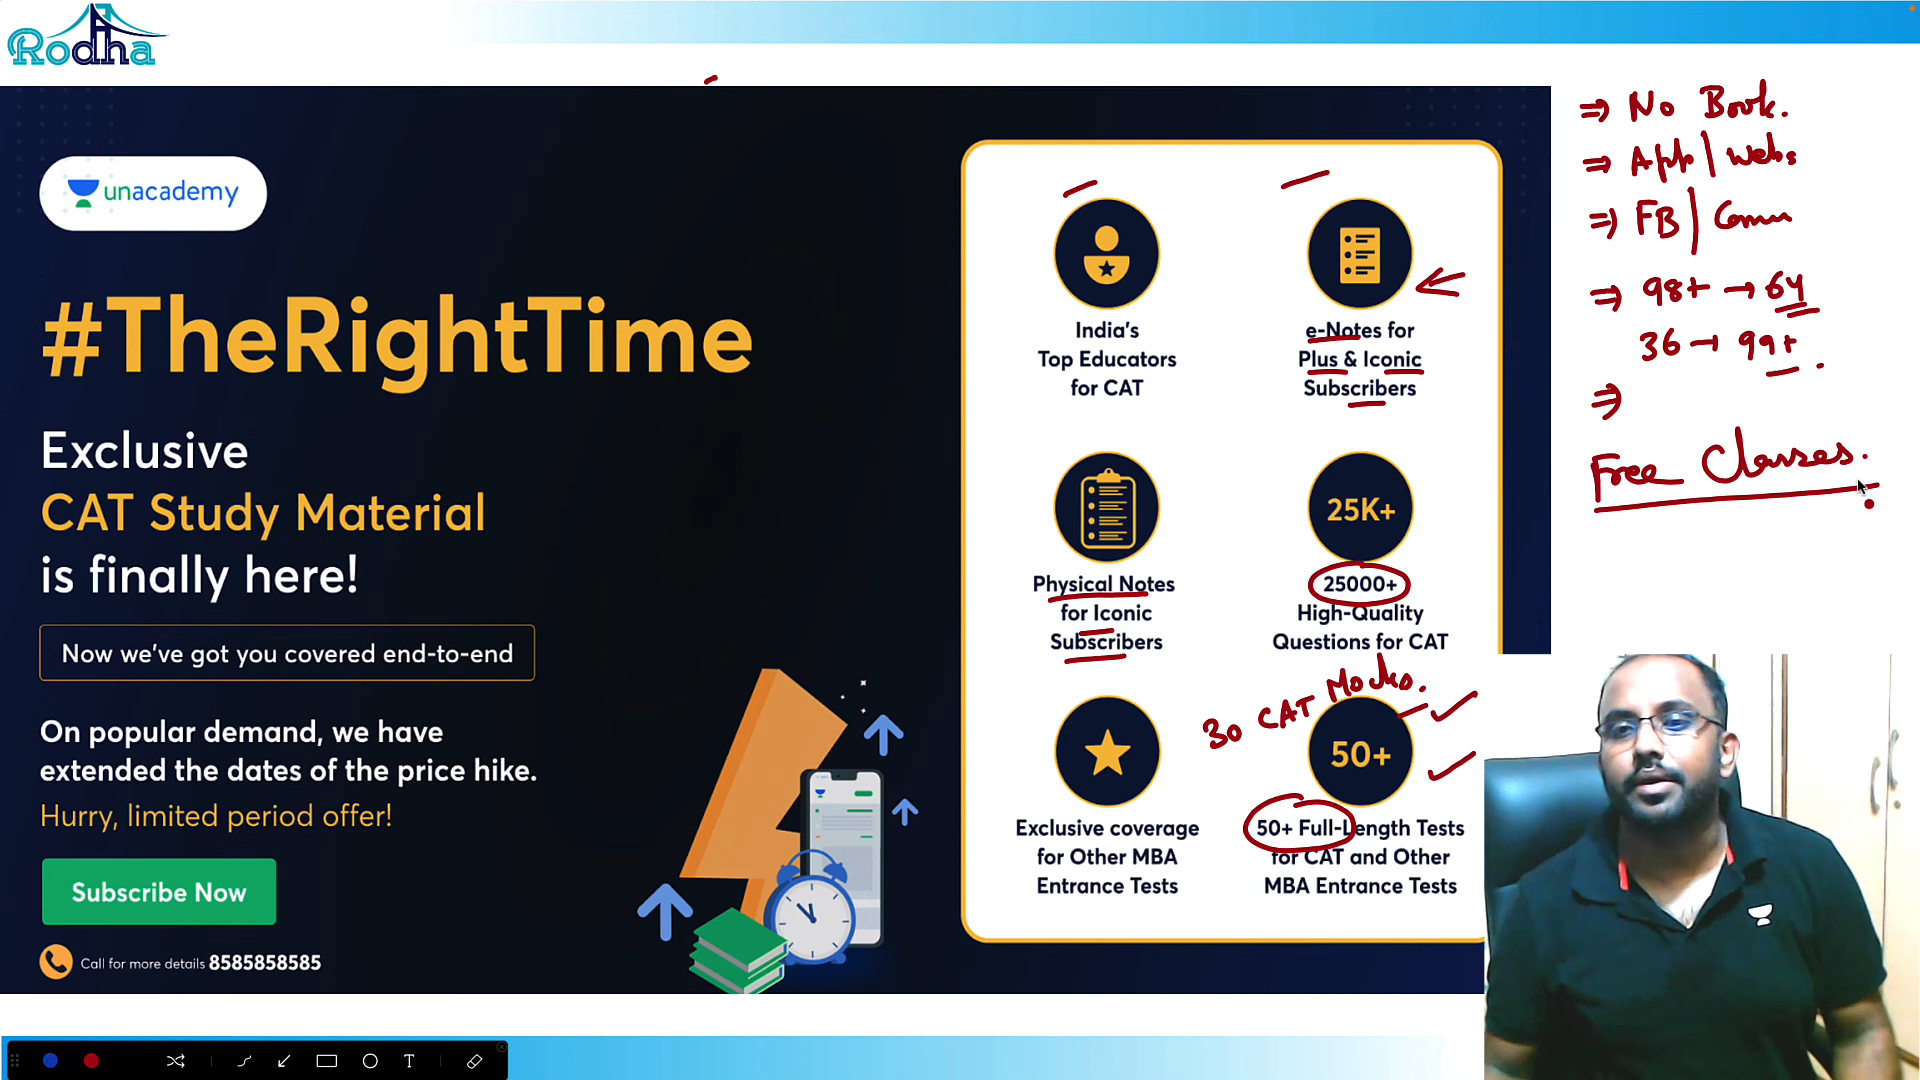 Rodha
unacademy
#TheRightTime
Exclusive
CAT Study Material
is finally here!
Now we've got you covered end-to-end
On popular demand, we have
extended the dates of the price hike.
Hurry, limited period offer!
Subscribe Now
Call for more details 8585858585
India's
Top Educators
for CAT
e-Notes for
Plus & Iconic
Subscribers
Physical Notes
for Iconic
Subscribers
25K+
25000+
High-Quality
Questions for CAT
30 CAT Mocks.
Exclusive coverage
for Other MBA
Entrance Tests
50+
50+ Full-Length Tests
for CAT and Other
MBA Entrance Tests
⇒ No Book.
⇒ App | Webs
⇒ FB |
⇒ 98+ → 64
36 → 99+
⇒
Free Classes.
T